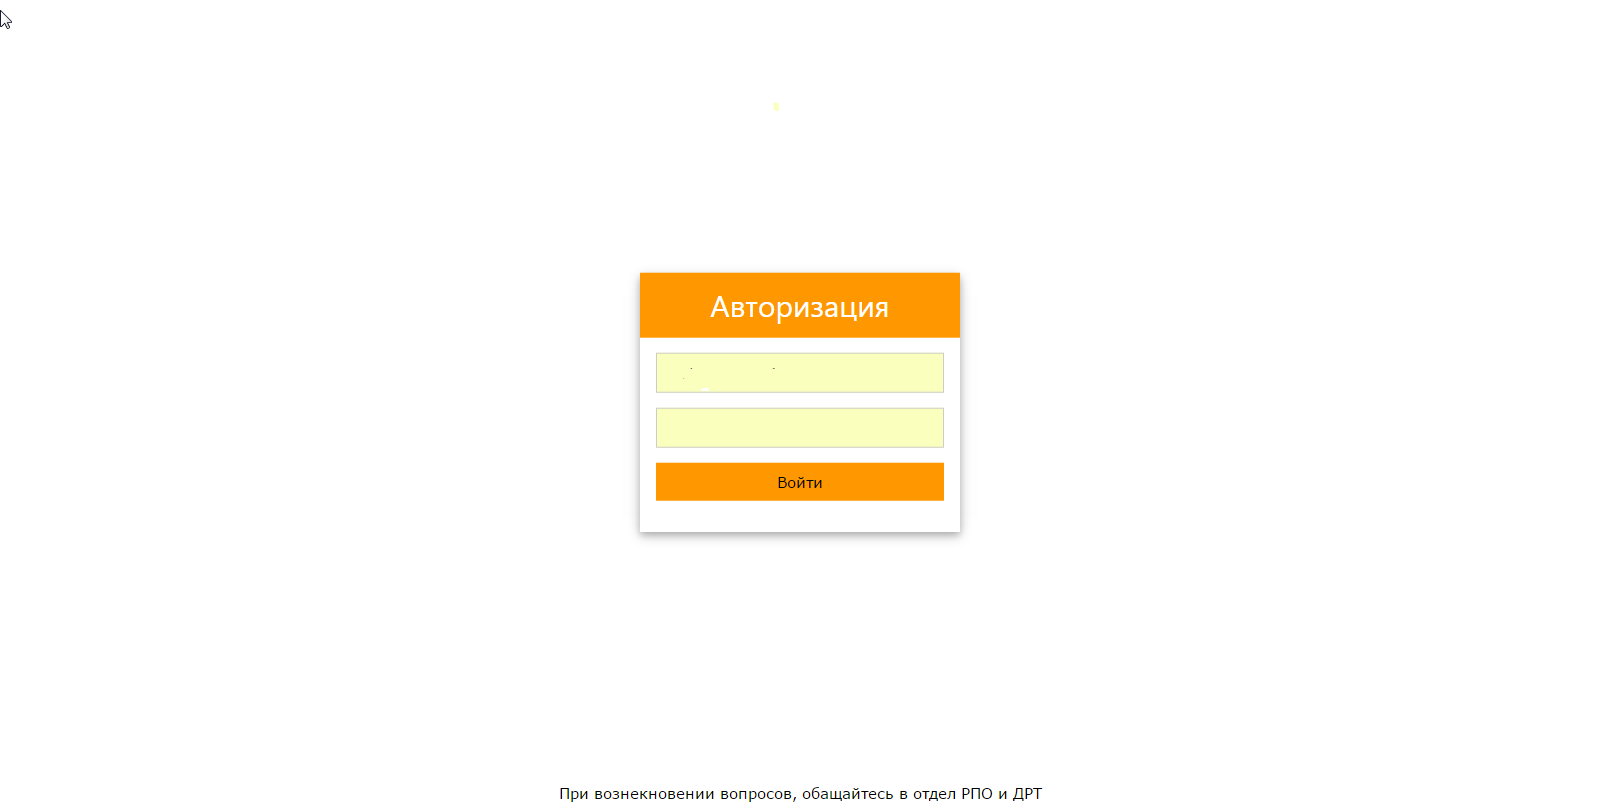 Авторизация
Войти
При вознекновении вопросов, обащайтесь в отдел РПО и ДРТ